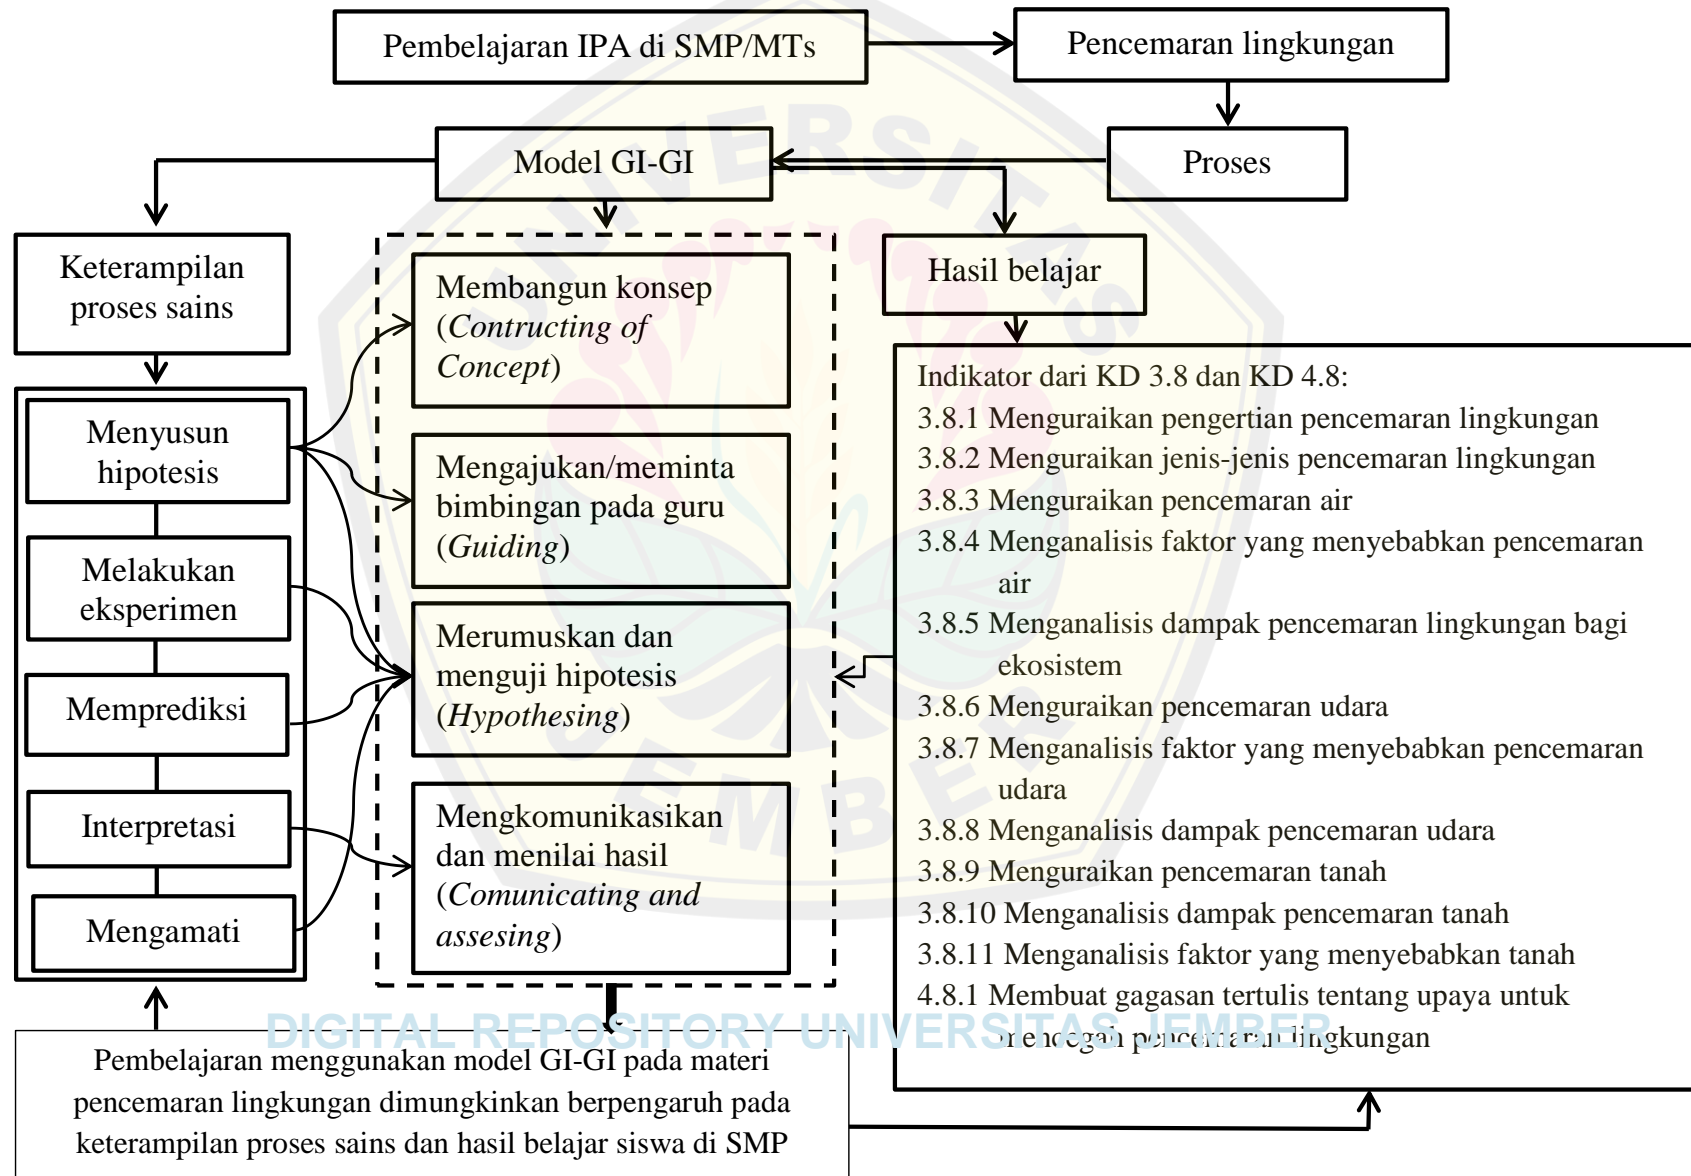 Pembelajaran IPA di SMP/MTs
Pencemaran lingkungan
Model GI-GI
Proses
Keterampilan
proses sains
Hasil belajar
Menyusun
hipotesis
Melakukan
eksperimen
Memprediksi
Interpretasi
Mengamati
Membangun konsep
(Contructing of
Concept)
Mengajukan/meminta
bimbingan pada guru
(Guiding)
Merumuskan dan
menguji hipotesis
(Hypothesing)
Mengkomunikasikan
dan menilai hasil
(Comunicating and
assesing)
Indikator dari KD 3.8 dan KD 4.8:
3.8.1 Menguraikan pengertian pencemaran lingkungan
3.8.2 Menguraikan jenis-jenis pencemaran lingkungan
3.8.3 Menguraikan pencemaran air
3.8.4 Menganalisis faktor yang menyebabkan pencemaran
air
3.8.5 Menganalisis dampak pencemaran lingkungan bagi
ekosistem
3.8.6 Menguraikan pencemaran udara
3.8.7 Menganalisis faktor yang menyebabkan pencemaran
udara
3.8.8 Menganalisis dampak pencemaran udara
3.8.9 Menguraikan pencemaran tanah
3.8.10 Menganalisis dampak pencemaran tanah
3.8.11 Menganalisis faktor yang menyebabkan tanah
4.8.1 Membuat gagasan tertulis tentang upaya untuk
mencegah pencemaran lingkungan
Pembelajaran menggunakan model GI-GI pada materi
pencemaran lingkungan dimungkinkan berpengaruh pada
keterampilan proses sains dan hasil belajar siswa di SMP
UNIVERSITAS
JEMBER
DIGITAL REPOSITORY UNIVERSITAS JEMBER